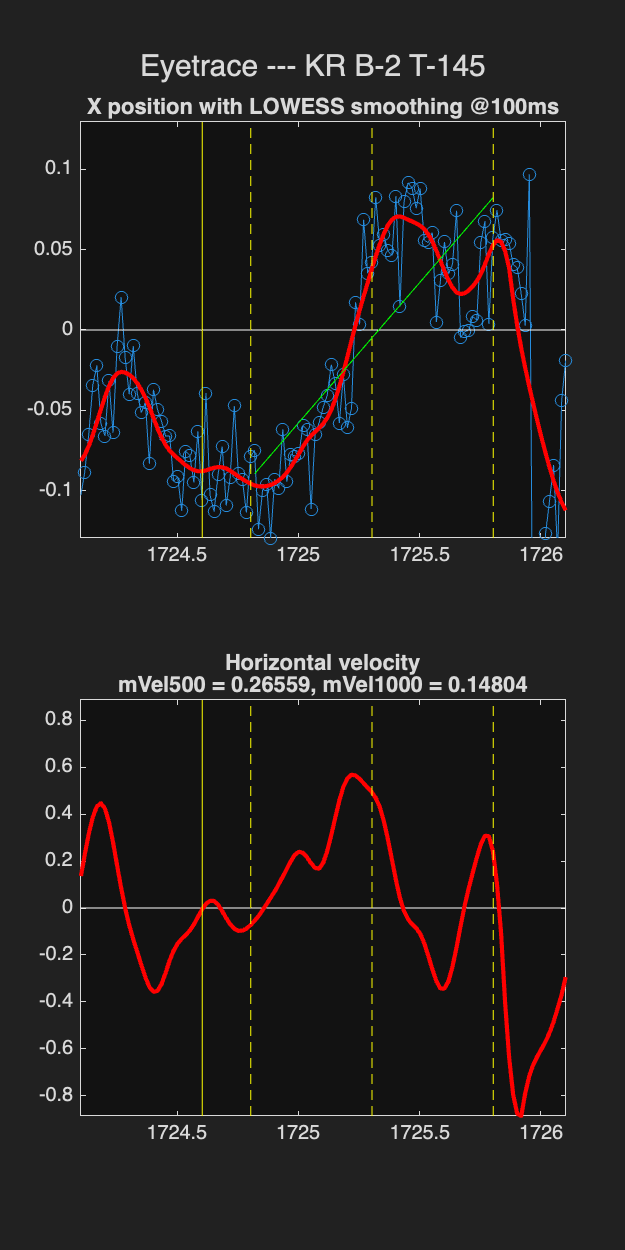 Eyetrace --- KR B-2 T-145
X position with LOWESS smoothing @100ms
0.1
0.05
0
-0.05
-0.1
1724.5 1725 1725.5 1726
Horizontal velocity
mVel500 = 0.26559, mVel1000 = 0.14804
0.8
0.6
0.4
0.2
0
-0.2
-0.4
-0.6
-0.8
1724.5 1725 1725.5 1726